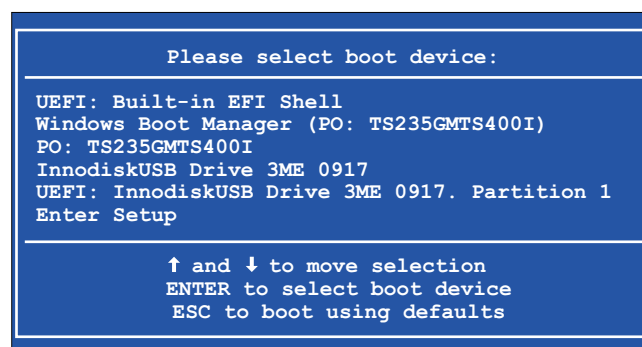 Please select boot device:
UEFI: Built-in EFI Shell
Windows Boot Manager (PO: TS235GMTS400I)
PO: TS235GMTS400I
InnodiskUSB Drive 3ME 0917
UEFI: InnodiskUSB Drive 3ME 0917. Partition 1
Enter Setup
↑ and ↓ to move selection
ENTER to select boot device
ESC to boot using defaults